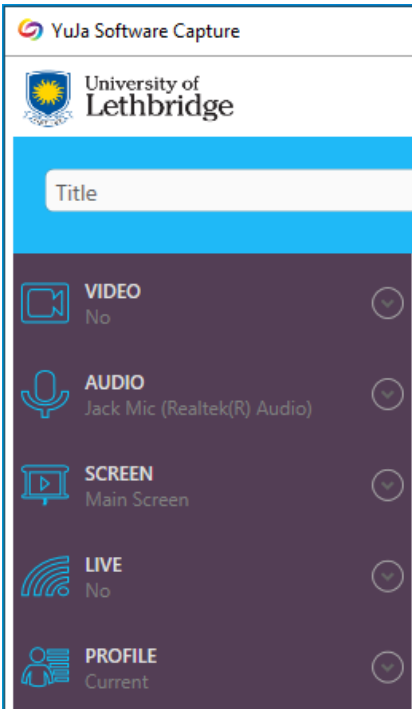 YuJa Software Capture
University of
Lethbridge
Title
VIDEO
No
AUDIO
Jack Mic (Realtek(R) Audio)
SCREEN
Main Screen
LIVE
No
PROFILE
Current